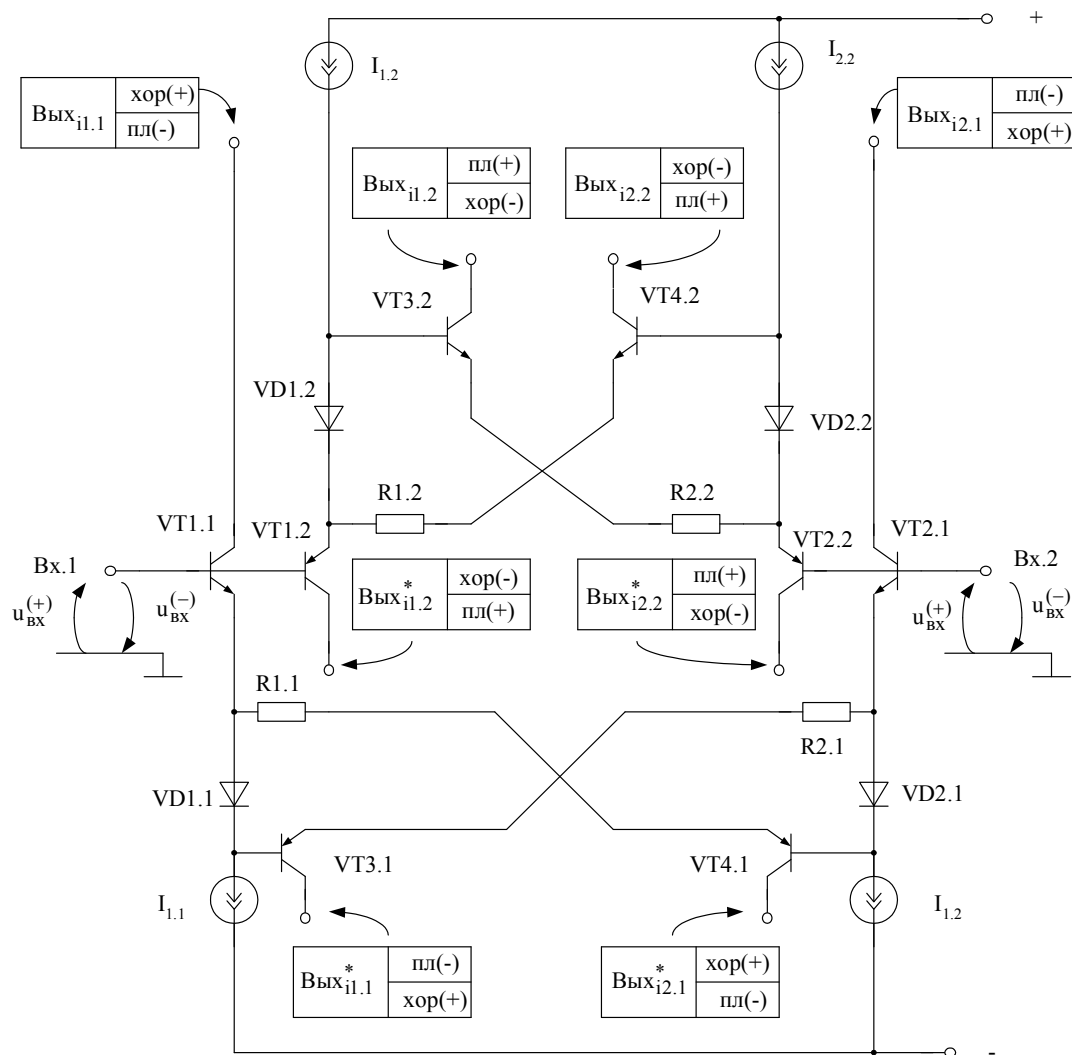 +
I1.2
I2.2
Выхi1.1
хор(+)
пл(-)
Выхi2.1
пл(-)
хор(+)
Выхi1.2
пл(+)
хор(-)
Выхi2.2
хор(-)
пл(+)
VT3.2
VT4.2
VD1.2
VD2.2
R1.2
R2.2
VT1.1
VT1.2
VT2.2
VT2.1
Вх.1
Вх.2
uвх(+)
uвх(−)
Вых*i1.2
хор(-)
пл(+)
Вых*i2.2
пл(+)
хор(-)
uвх(+)
uвх(−)
R1.1
R2.1
VD1.1
VD2.1
VT3.1
VT4.1
I1.1
I1.2
Вых*i1.1
пл(-)
хор(+)
Вых*i2.1
хор(+)
пл(-)
-